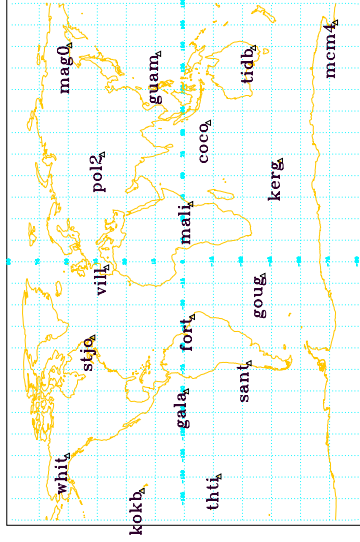 mag0
guam
tidb
mcm4
pol2
coco
kerg
mali
vill
goug
stjo
fort
sant
gala
whit
kokb
thti